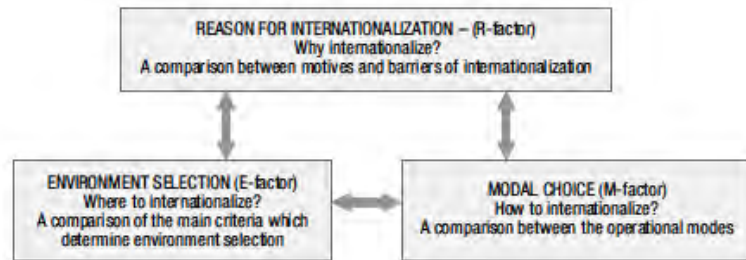 REASON FOR INTERNATIONALIZATION – (R-factor)
Why internationalize?
A comparison between motives and barriers of internationalization
ENVIRONMENT SELECTION (E-factor)
Where to internationalize?
A comparison of the main criteria which
determine environment selection
MODAL CHOICE (M-factor)
How to internationalize?
A comparison between the operational modes